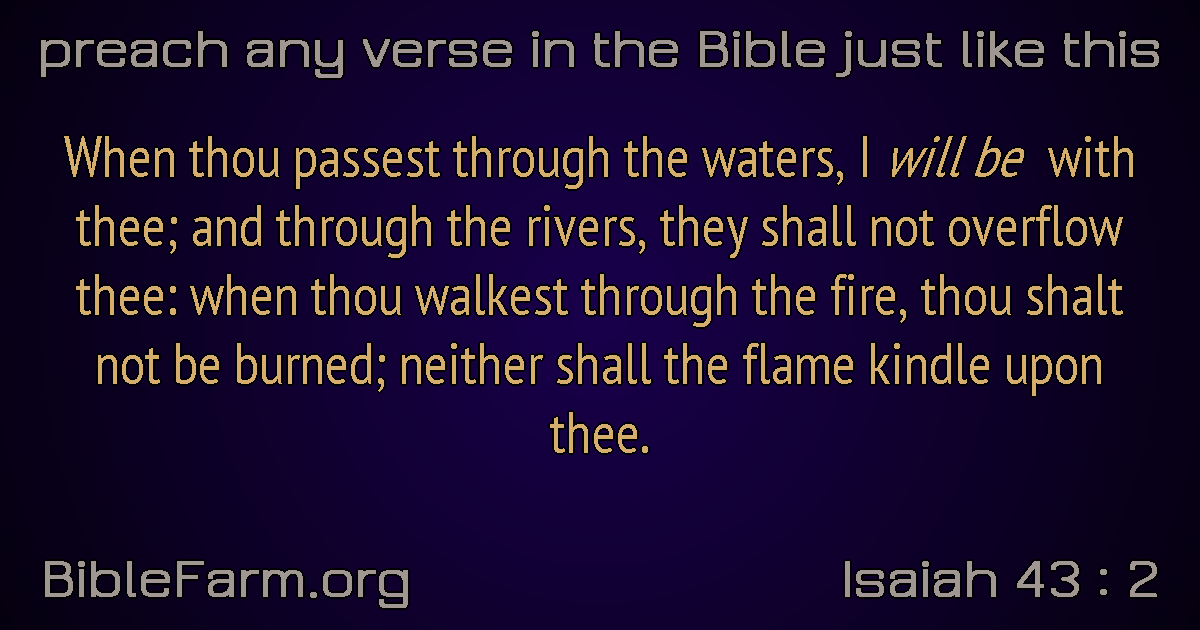 preach any verse in the Bible just like this
When thou passest through the waters, I will be with
thee; and through the rivers, they shall not overflow
thee: when thou walkest through the fire, thou shalt
not be burned; neither shall the flame kindle upon
thee.
BibleFarm.org
Isaiah 43 : 2